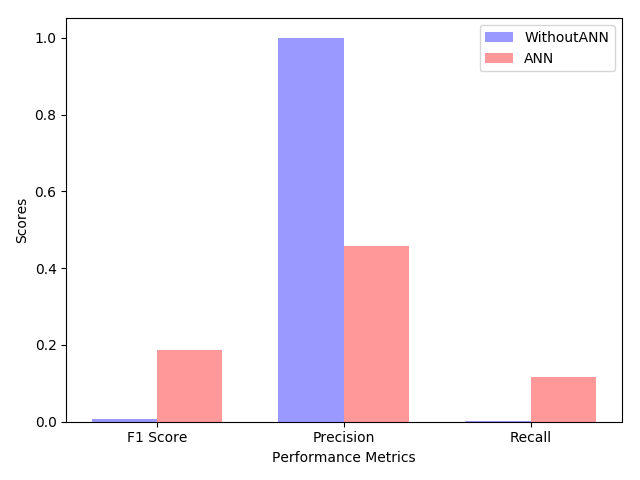 WithoutANN
ANN
1.0
0.8
0.6
0.4
0.2
0.0
Scores
F1 Score
Precision
Recall
Performance Metrics